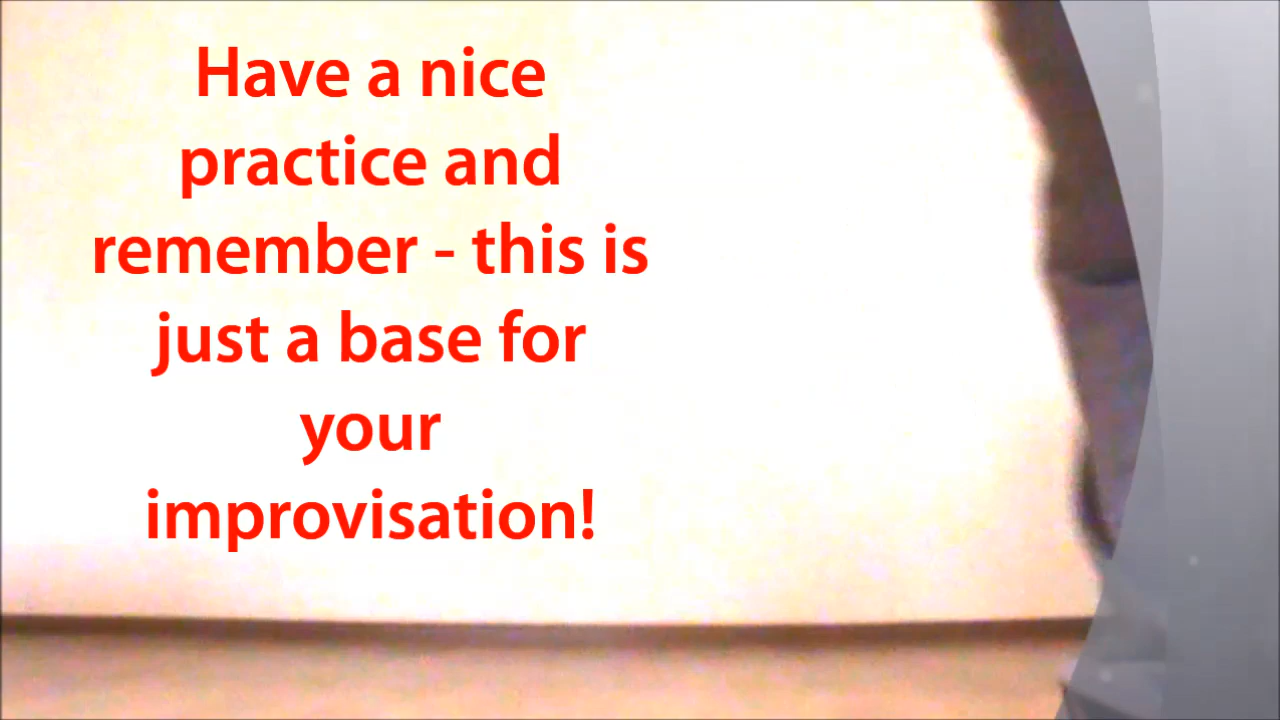 Have a nice
practice and
remember - this is
just a base for
your
improvisation!